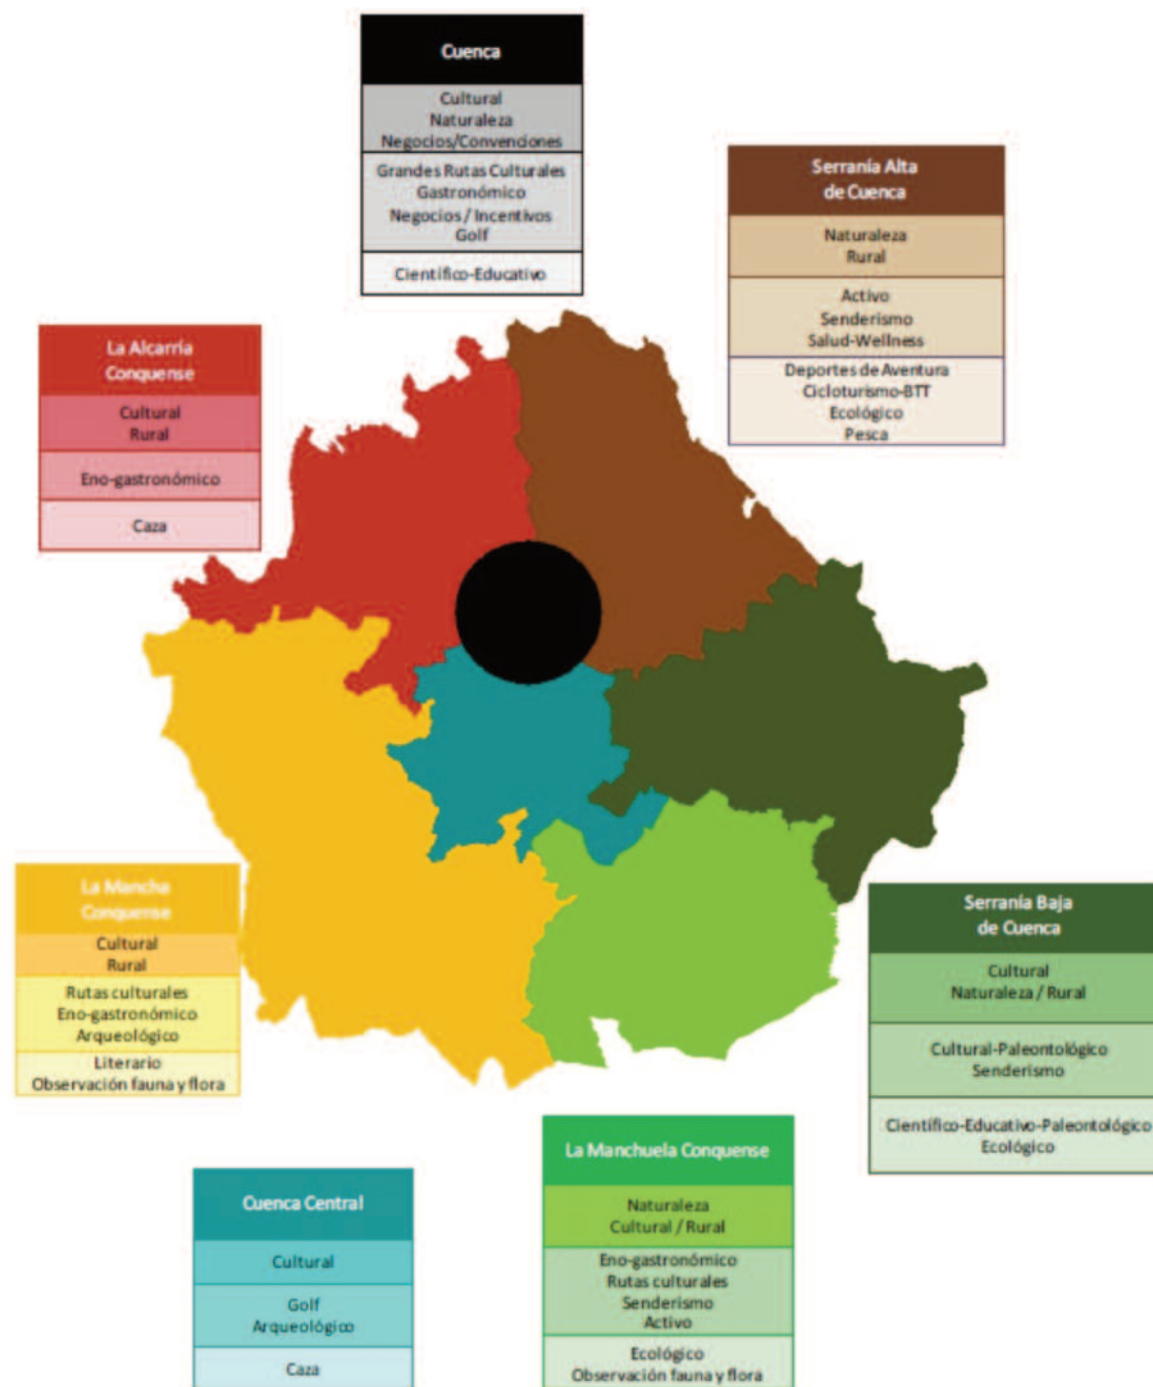 Cuenca
Cultural
Naturaleza
Negocios/Convenciones
Grandes Rutas Culturales
Gastronómico
Negocios / Incentivos
Golf
Científico-Educativo
Serranía Alta
de Cuenca
Naturaleza
Rural
Activo
Senderismo
Salud-Wellness
Deportes de Aventura
Cicloturismo-BTT
Ecológico
Pesca
La Alcarria
Conquense
Cultural
Rural
Eno-gastronómico
Caza
La Mancha
Conquense
Cultural
Rural
Rutas culturales
Eno-gastronómico
Arqueológico
Literario
Observación fauna y flora
Serranía Baja
de Cuenca
Cultural
Naturaleza / Rural
Cultural-Paleontológico
Senderismo
Científico-Educativo-Paleontológico
Ecológico
Cuenca Central
Cultural
Golf
Arqueológico
Caza
La Manchuela Conquense
Naturaleza
Cultural / Rural
Eno-gastronómico
Rutas culturales
Senderismo
Activo
Ecológico
Observación fauna y flora